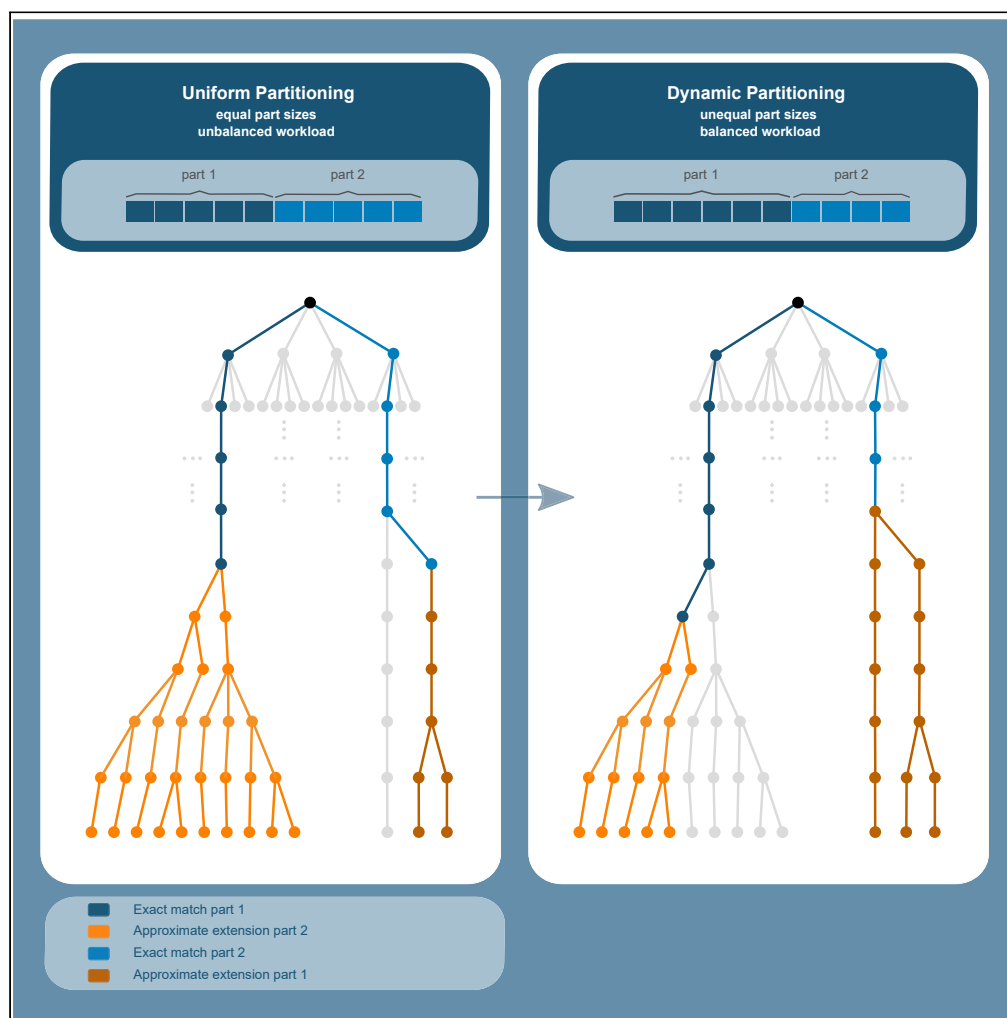 Uniform Partitioning
equal part sizes
unbalanced workload
part 1
part 2
Dynamic Partitioning
unequal part sizes
balanced workload
part 1
part 2
Exact match part 1
Approximate extension part 2
Exact match part 2
Approximate extension part 1